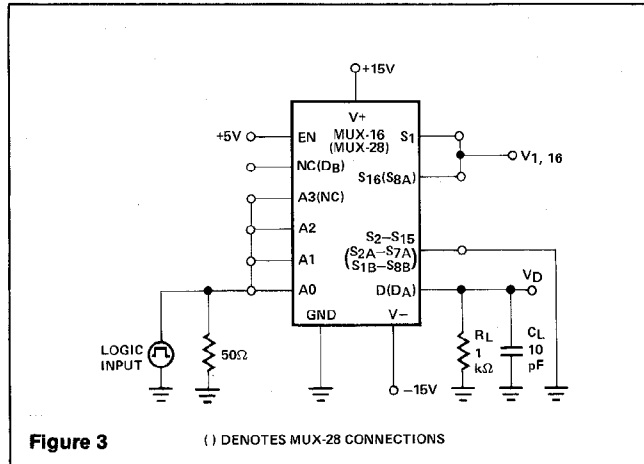 +15V
V+
+5V
EN
MUX-16
(MUX-28)
S1
NC(DB)
V1, 16
S16(S8A)
A3(NC)
A2
S2–S15
(S2A–S7A)
(S1B–S8B)
A1
VD
A0
D(DA)
GND
V−
LOGIC
INPUT
50Ω
RL
1
kΩ
CL
10
pF
−15V
Figure 3
( ) DENOTES MUX-28 CONNECTIONS